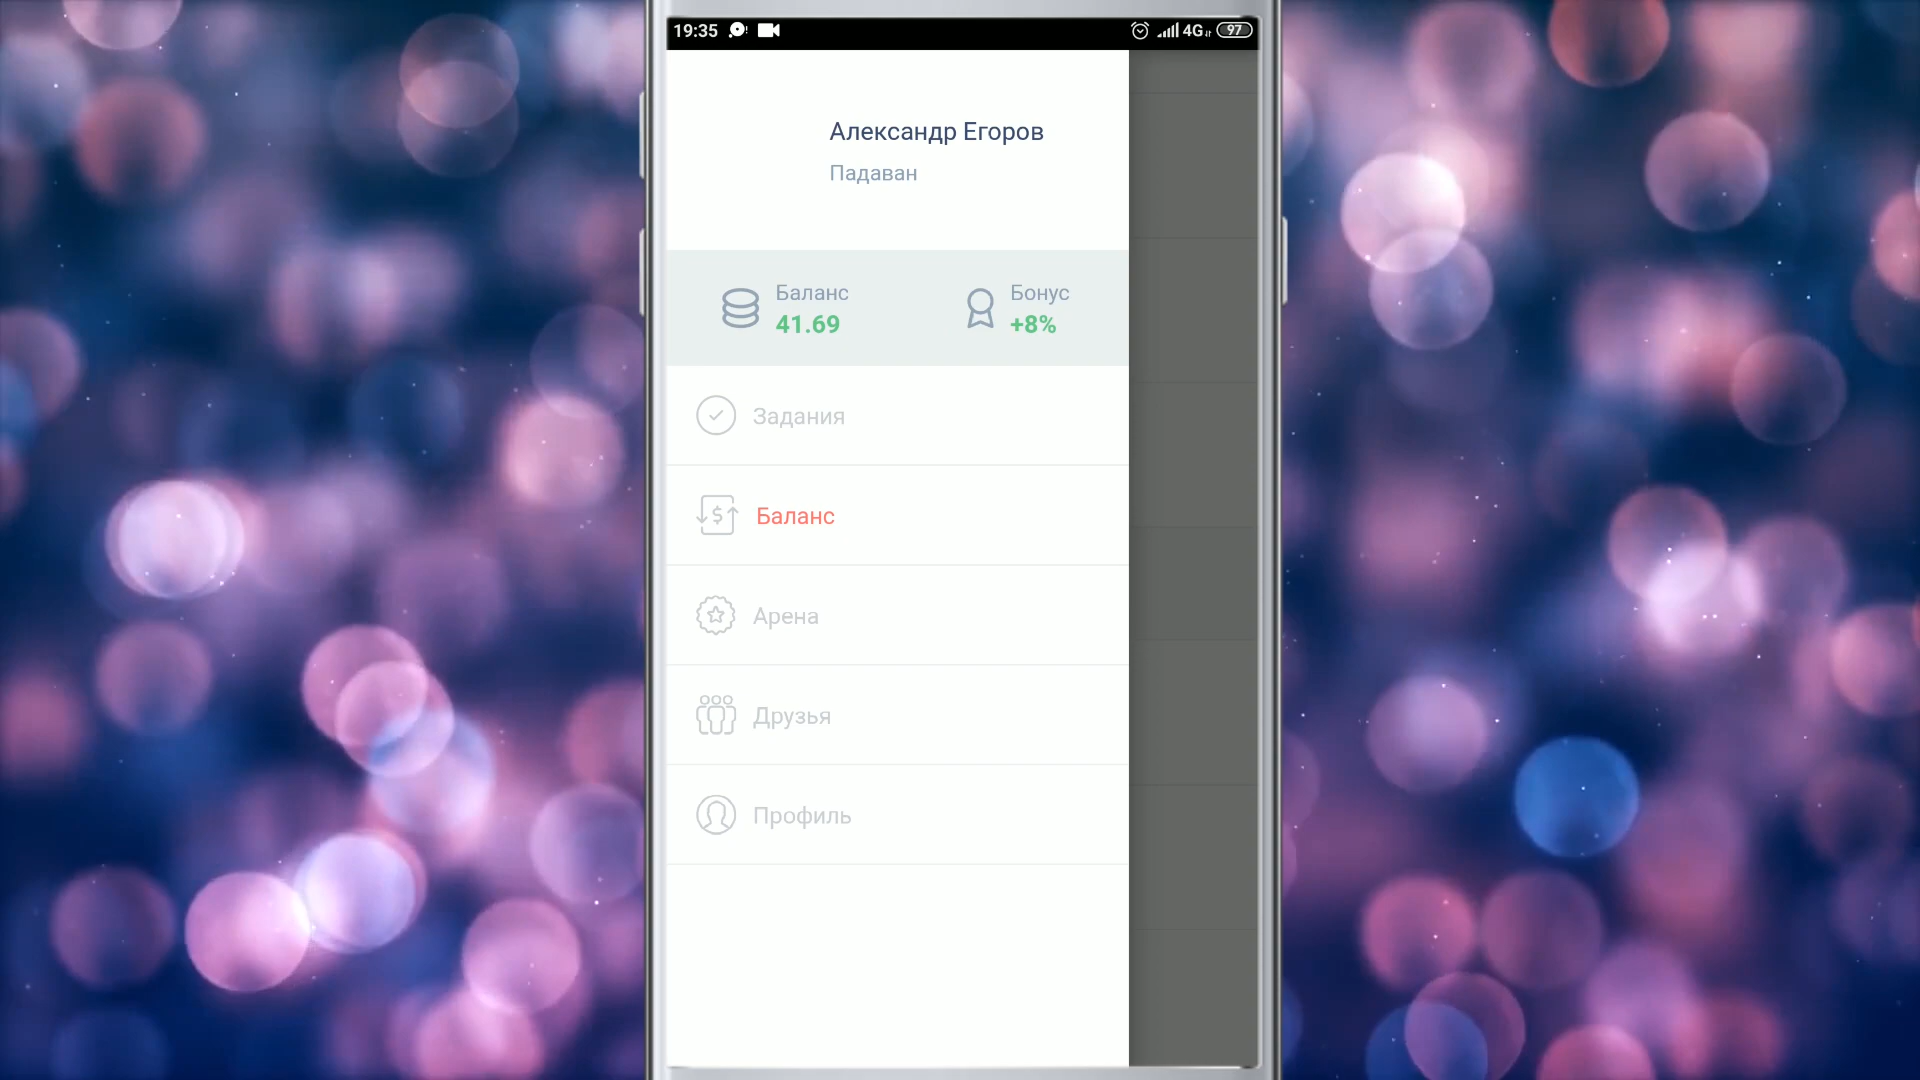 19:35
4G 97
Александр Егоров
Падаван
Баланс
41.69
Бонус
+8%
Задания
Баланс
Арена
Друзья
Профиль